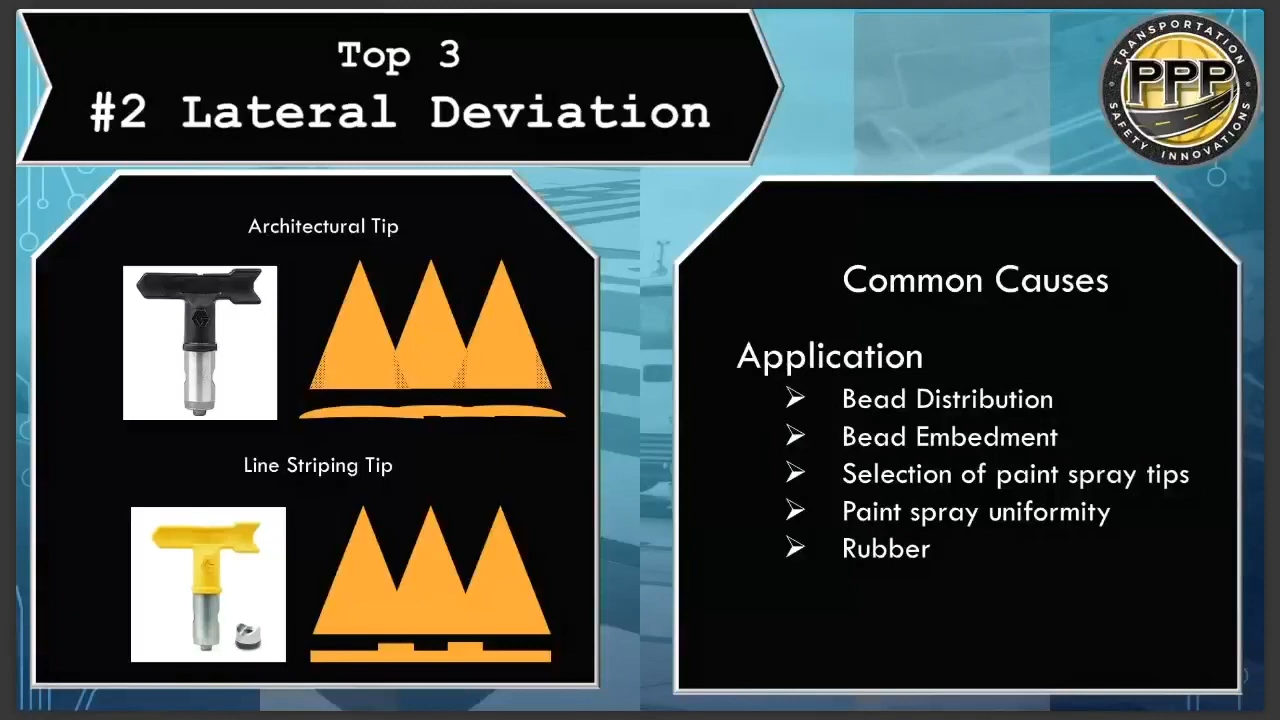 Top 3
#2 Lateral Deviation
TRANSPORTATION
PPP
SAFETY INNOVATIONS
Architectural Tip
Line Striping Tip
Common Causes
Application
Bead Distribution
Bead Embedment
Selection of paint spray tips
Paint spray uniformity
Rubber